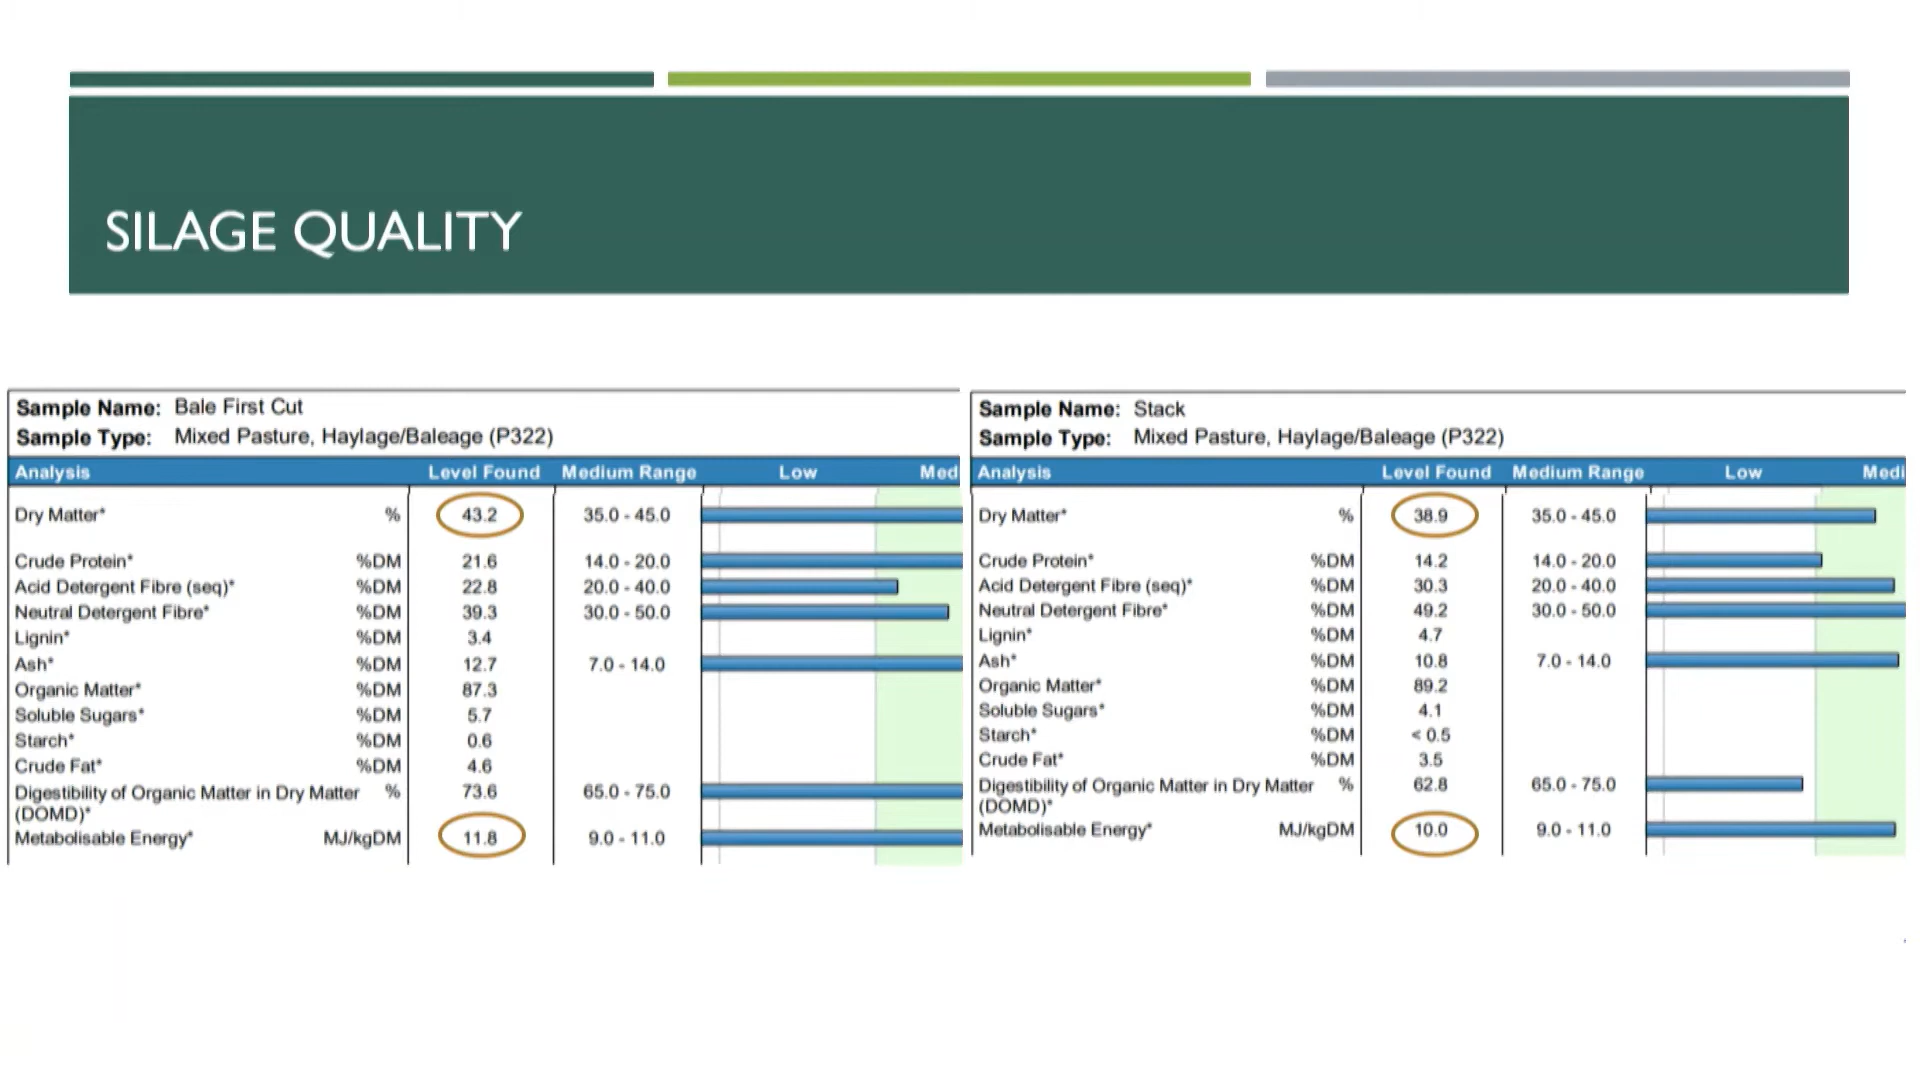 SILAGE QUALITY
Sample Name: Bale First Cut
Sample Type: Mixed Pasture, Haylage/Baleage (P322)
Analysis Level Found Medium Range Low Med
Dry Matter* % 43.2 35.0 - 45.0
Crude Protein* %DM 21.6 14.0 - 20.0
Acid Detergent Fibre (seq)* %DM 22.8 20.0 - 40.0
Neutral Detergent Fibre* %DM 39.3 30.0 - 50.0
Lignin* %DM 3.4
Ash* %DM 12.7 7.0 - 14.0
Organic Matter* %DM 87.3
Soluble Sugars* %DM 5.7
Starch* %DM 0.6
Crude Fat* %DM 4.6
Digestibility of Organic Matter in Dry Matter % 73.6 65.0 - 75.0
(DOMD)*
Metabolisable Energy* MJ/kgDM 11.8 9.0 - 11.0
Sample Name: Stack
Sample Type: Mixed Pasture, Haylage/Baleage (P322)
Analysis Level Found Medium Range Low Medi
Dry Matter* % 38.9 35.0 - 45.0
Crude Protein* %DM 14.2 14.0 - 20.0
Acid Detergent Fibre (seq)* %DM 30.3 20.0 - 40.0
Neutral Detergent Fibre* %DM 49.2 30.0 - 50.0
Lignin* %DM 4.7
Ash* %DM 10.8 7.0 - 14.0
Organic Matter* %DM 89.2
Soluble Sugars* %DM 4.1
Starch* %DM < 0.5
Crude Fat* %DM 3.5
Digestibility of Organic Matter in Dry Matter % 62.8 65.0 - 75.0
(DOMD)*
Metabolisable Energy* MJ/kgDM 10.0 9.0 - 11.0